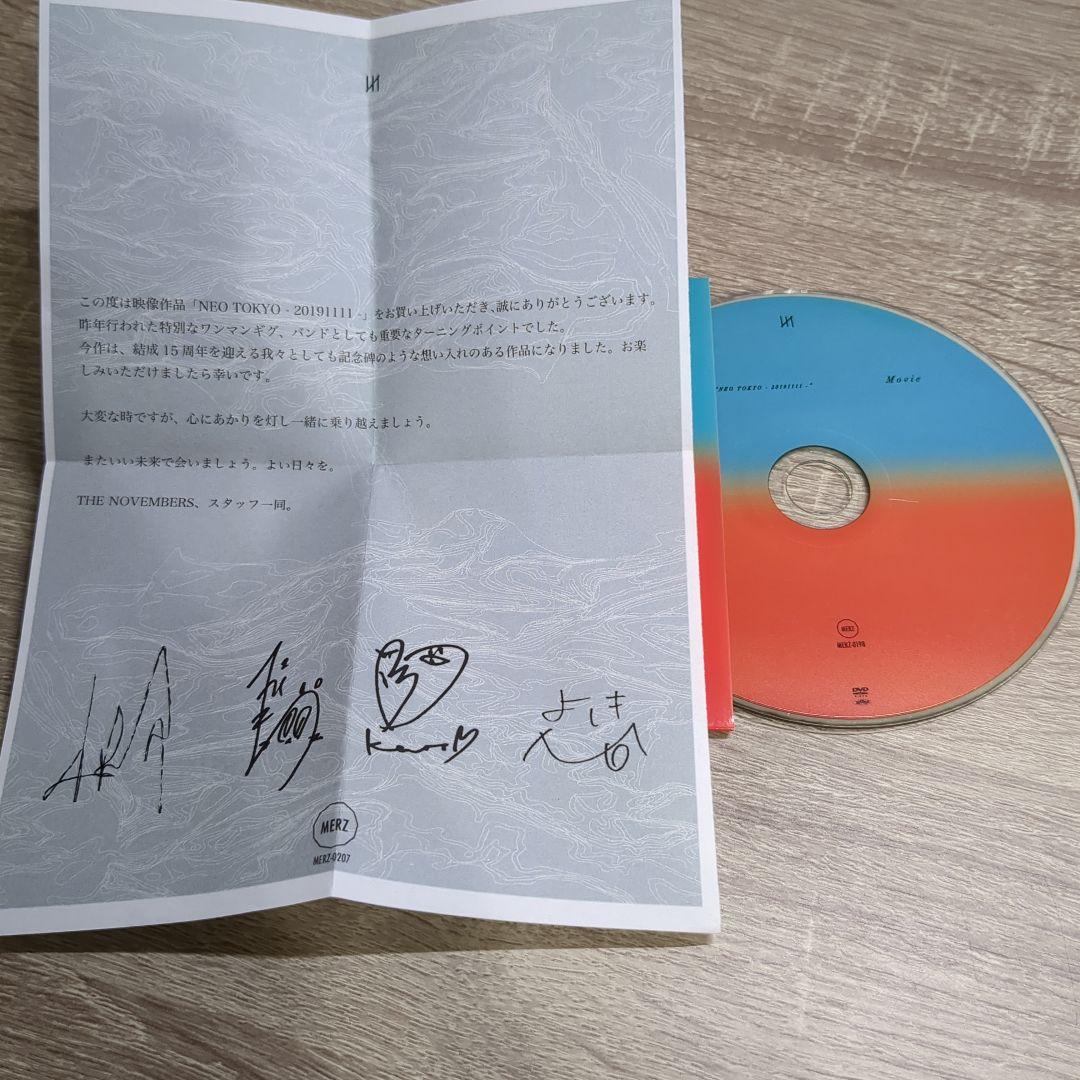 この度は映像作品「NEO TOKYO - 20191111 -」をお買い上げいただき、誠にありがとうございます。
昨年行われた特別なワンマンギグ、バンドとしても重要なターニングポイントでした。
今作は、結成 15 周年を迎える我々としても記念碑のような想い入れのある作品になりました。お楽
しみいただけましたら幸いです。
大変な時ですが、心にあかりを灯し一緒に乗り越えましょう。
またいい未来で会いましょう。よい日々を。
THE NOVEMBERS、スタッフ一同。
MERZ
MERZ-0207
"NEO TOKYO - 20191111 -"
Movie
MERZ
MERZ-0198
DVD